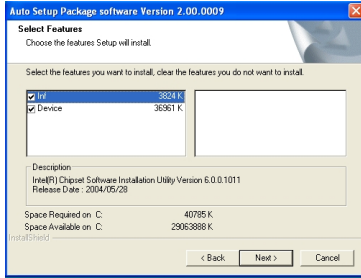 Auto Setup Package software Version 2.00.0009
Select Features
Choose the features Setup will install.
Select the features you want to install, clear the features you do not want to install.
Inf 3824 K
Device 36961 K
Description
Intel(R) Chipset Software Installation Utility Version 6.0.0.1011
Release Date : 2004/05/28
Space Required on C: 40785 K
Space Available on C: 29063888 K
InstallShield
< Back Next > Cancel